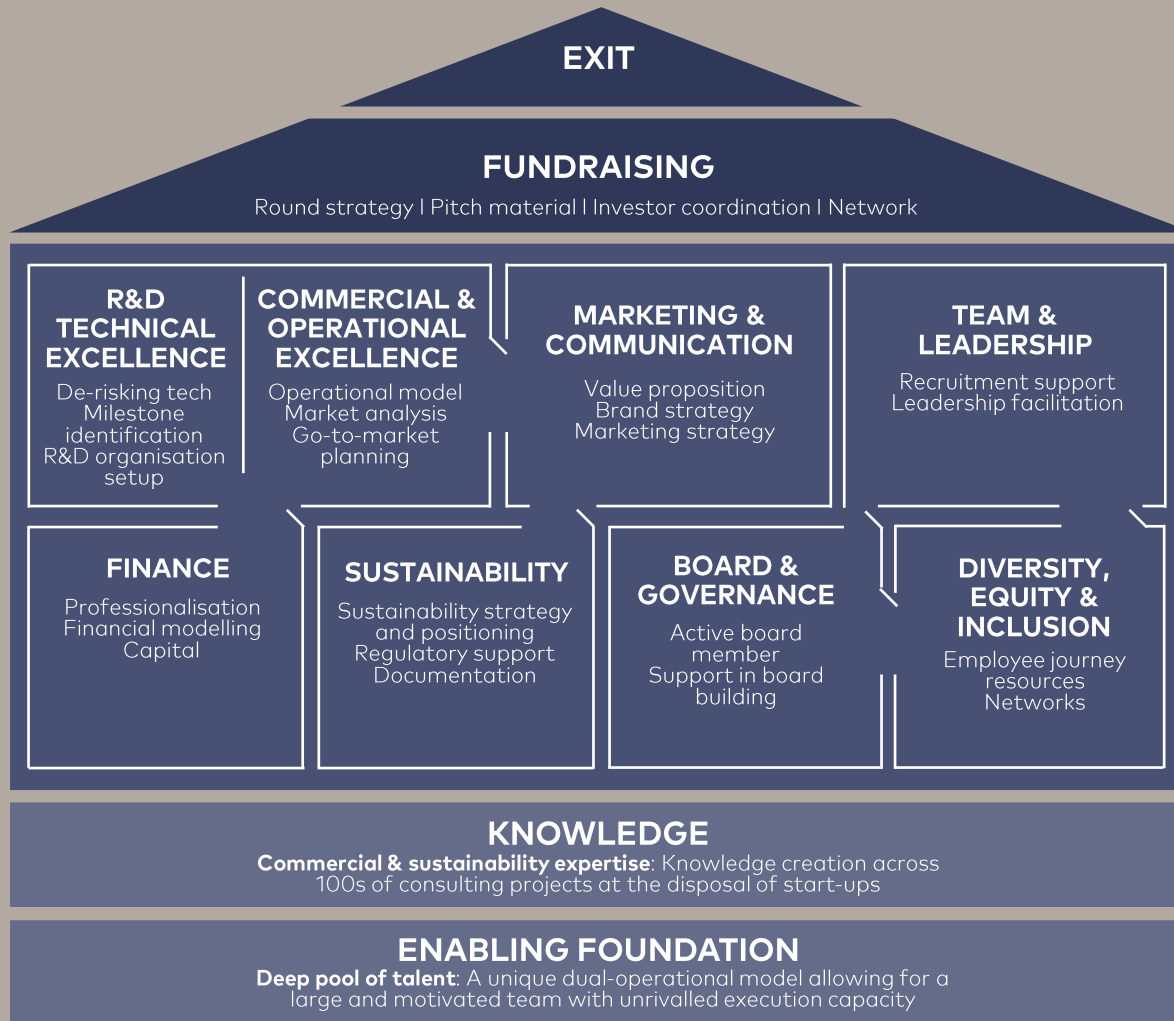 EXIT
FUNDRAISING
Round strategy I Pitch material I Investor coordination I Network
R&D
TECHNICAL
EXCELLENCE
De-risking tech
Milestone
identification
R&D organisation
setup
COMMERCIAL &
OPERATIONAL
EXCELLENCE
Operational model
Market analysis
Go-to-market
planning
MARKETING &
COMMUNICATION
Value proposition
Brand strategy
Marketing strategy
TEAM &
LEADERSHIP
Recruitment support
Leadership facilitation
FINANCE
Professionalisation
Financial modelling
Capital
SUSTAINABILITY
Sustainability strategy
and positioning
Regulatory support
Documentation
BOARD &
GOVERNANCE
Active board
member
Support in board
building
DIVERSITY,
EQUITY &
INCLUSION
Employee journey
resources
Networks
KNOWLEDGE
Commercial & sustainability expertise: Knowledge creation across
100s of consulting projects at the disposal of start-ups
ENABLING FOUNDATION
Deep pool of talent: A unique dual-operational model allowing for a
large and motivated team with unrivalled execution capacity